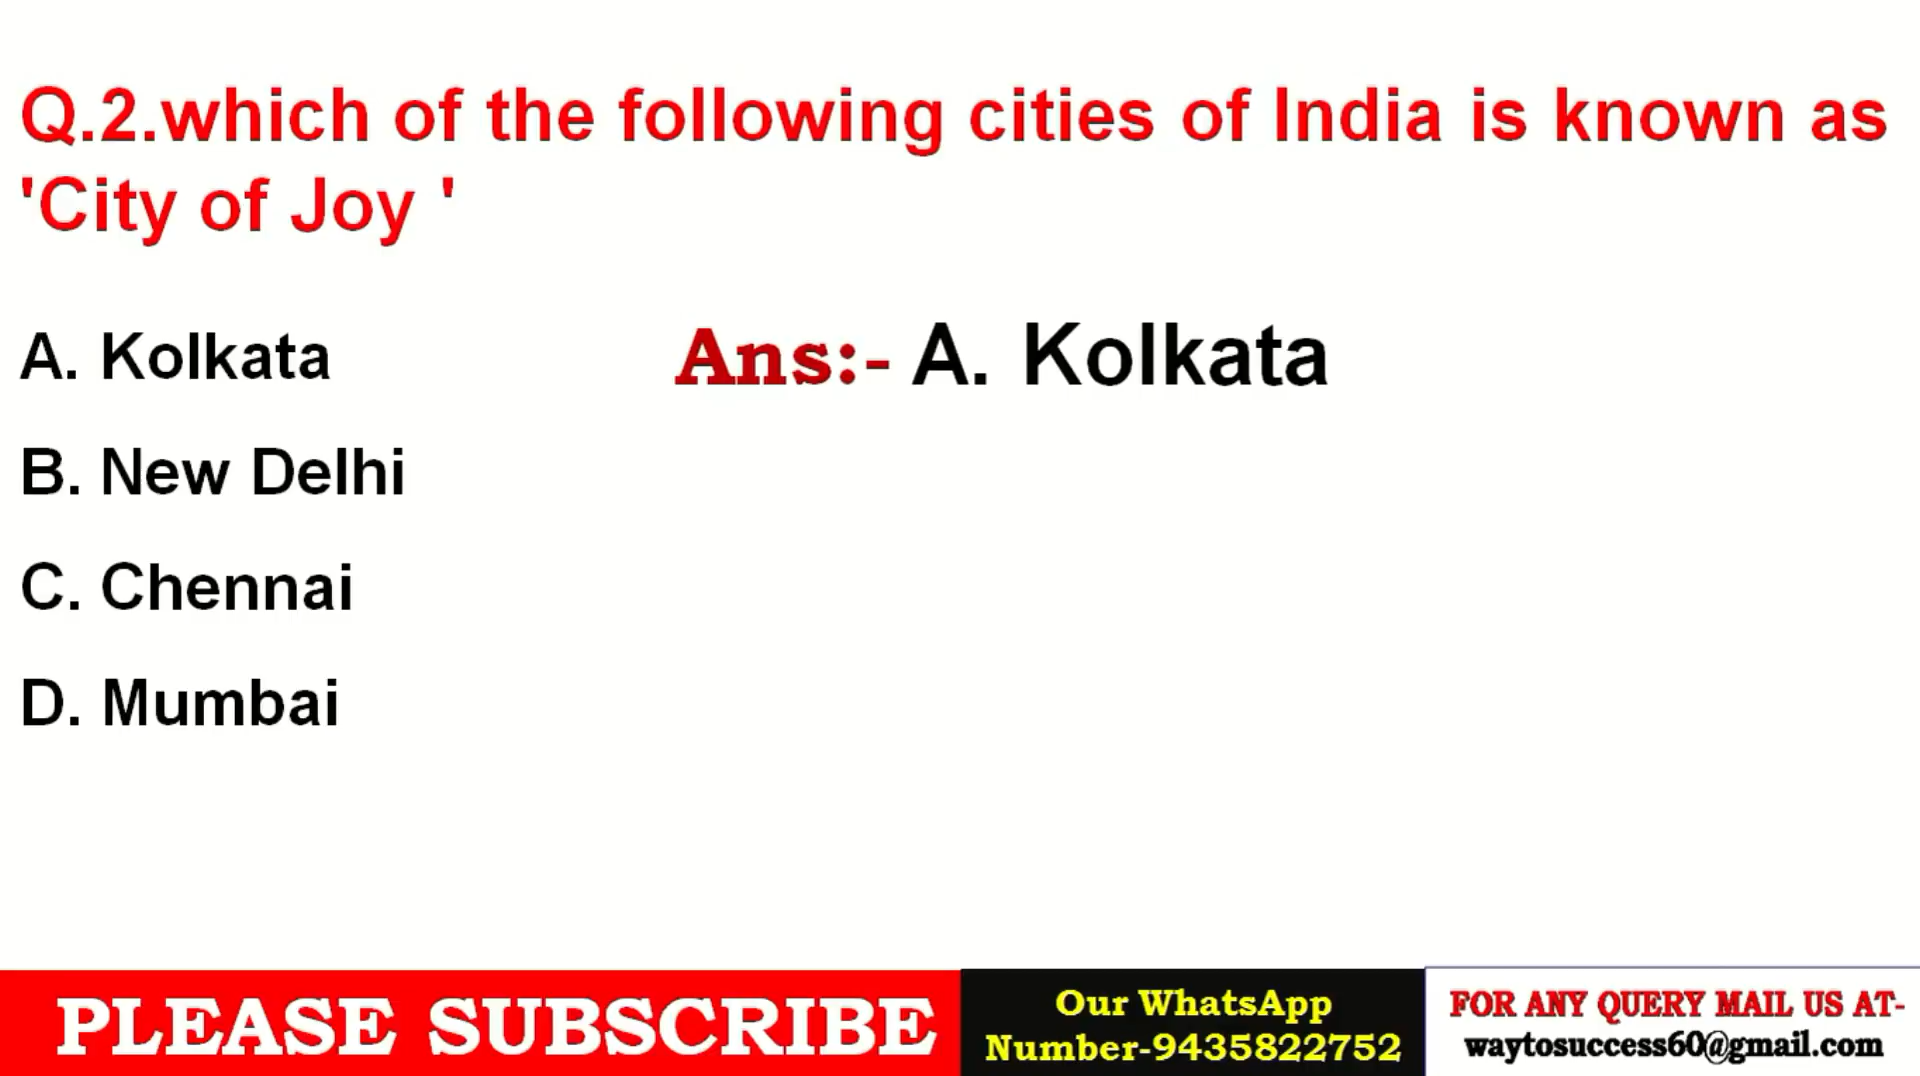 Q.2.which of the following cities of India is known as
'City of Joy '
A. Kolkata
Ans:- A. Kolkata
B. New Delhi
C. Chennai
D. Mumbai
PLEASE SUBSCRIBE
Our WhatsApp
Number-9435822752
FOR ANY QUERY MAIL US AT-
waytosuccess60@gmail.com